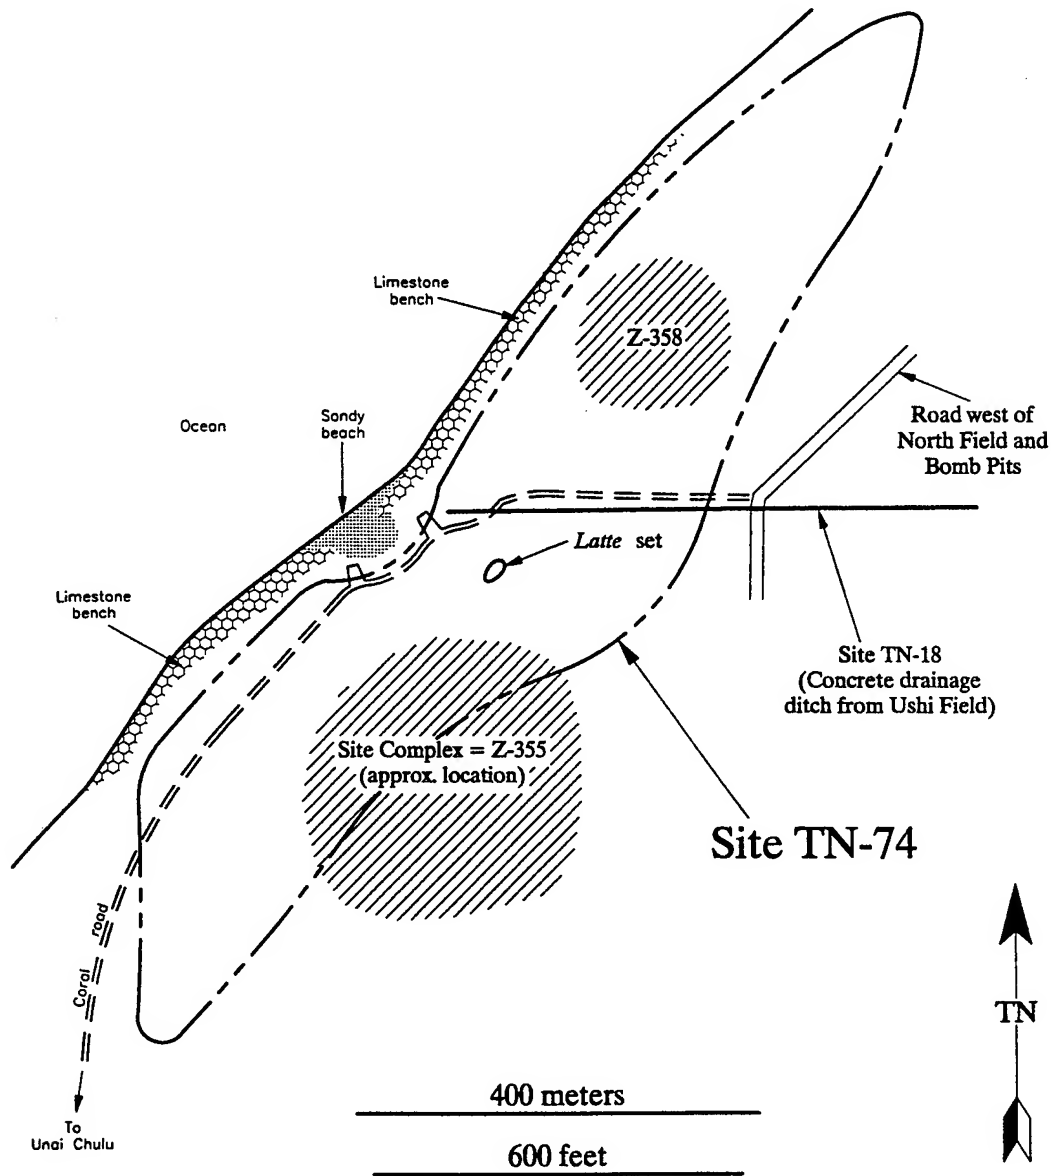 Limestone
bench
Z-358
Road west of
North Field and
Bomb Pits
Ocean
Sandy
beach
Latte set
Limestone
bench
Site TN-18
(Concrete drainage
ditch from Ushi Field)
Site Complex = Z-355
(approx. location)
Site TN-74
Coral road
TN
To
Unai Chulu
400 meters
600 feet